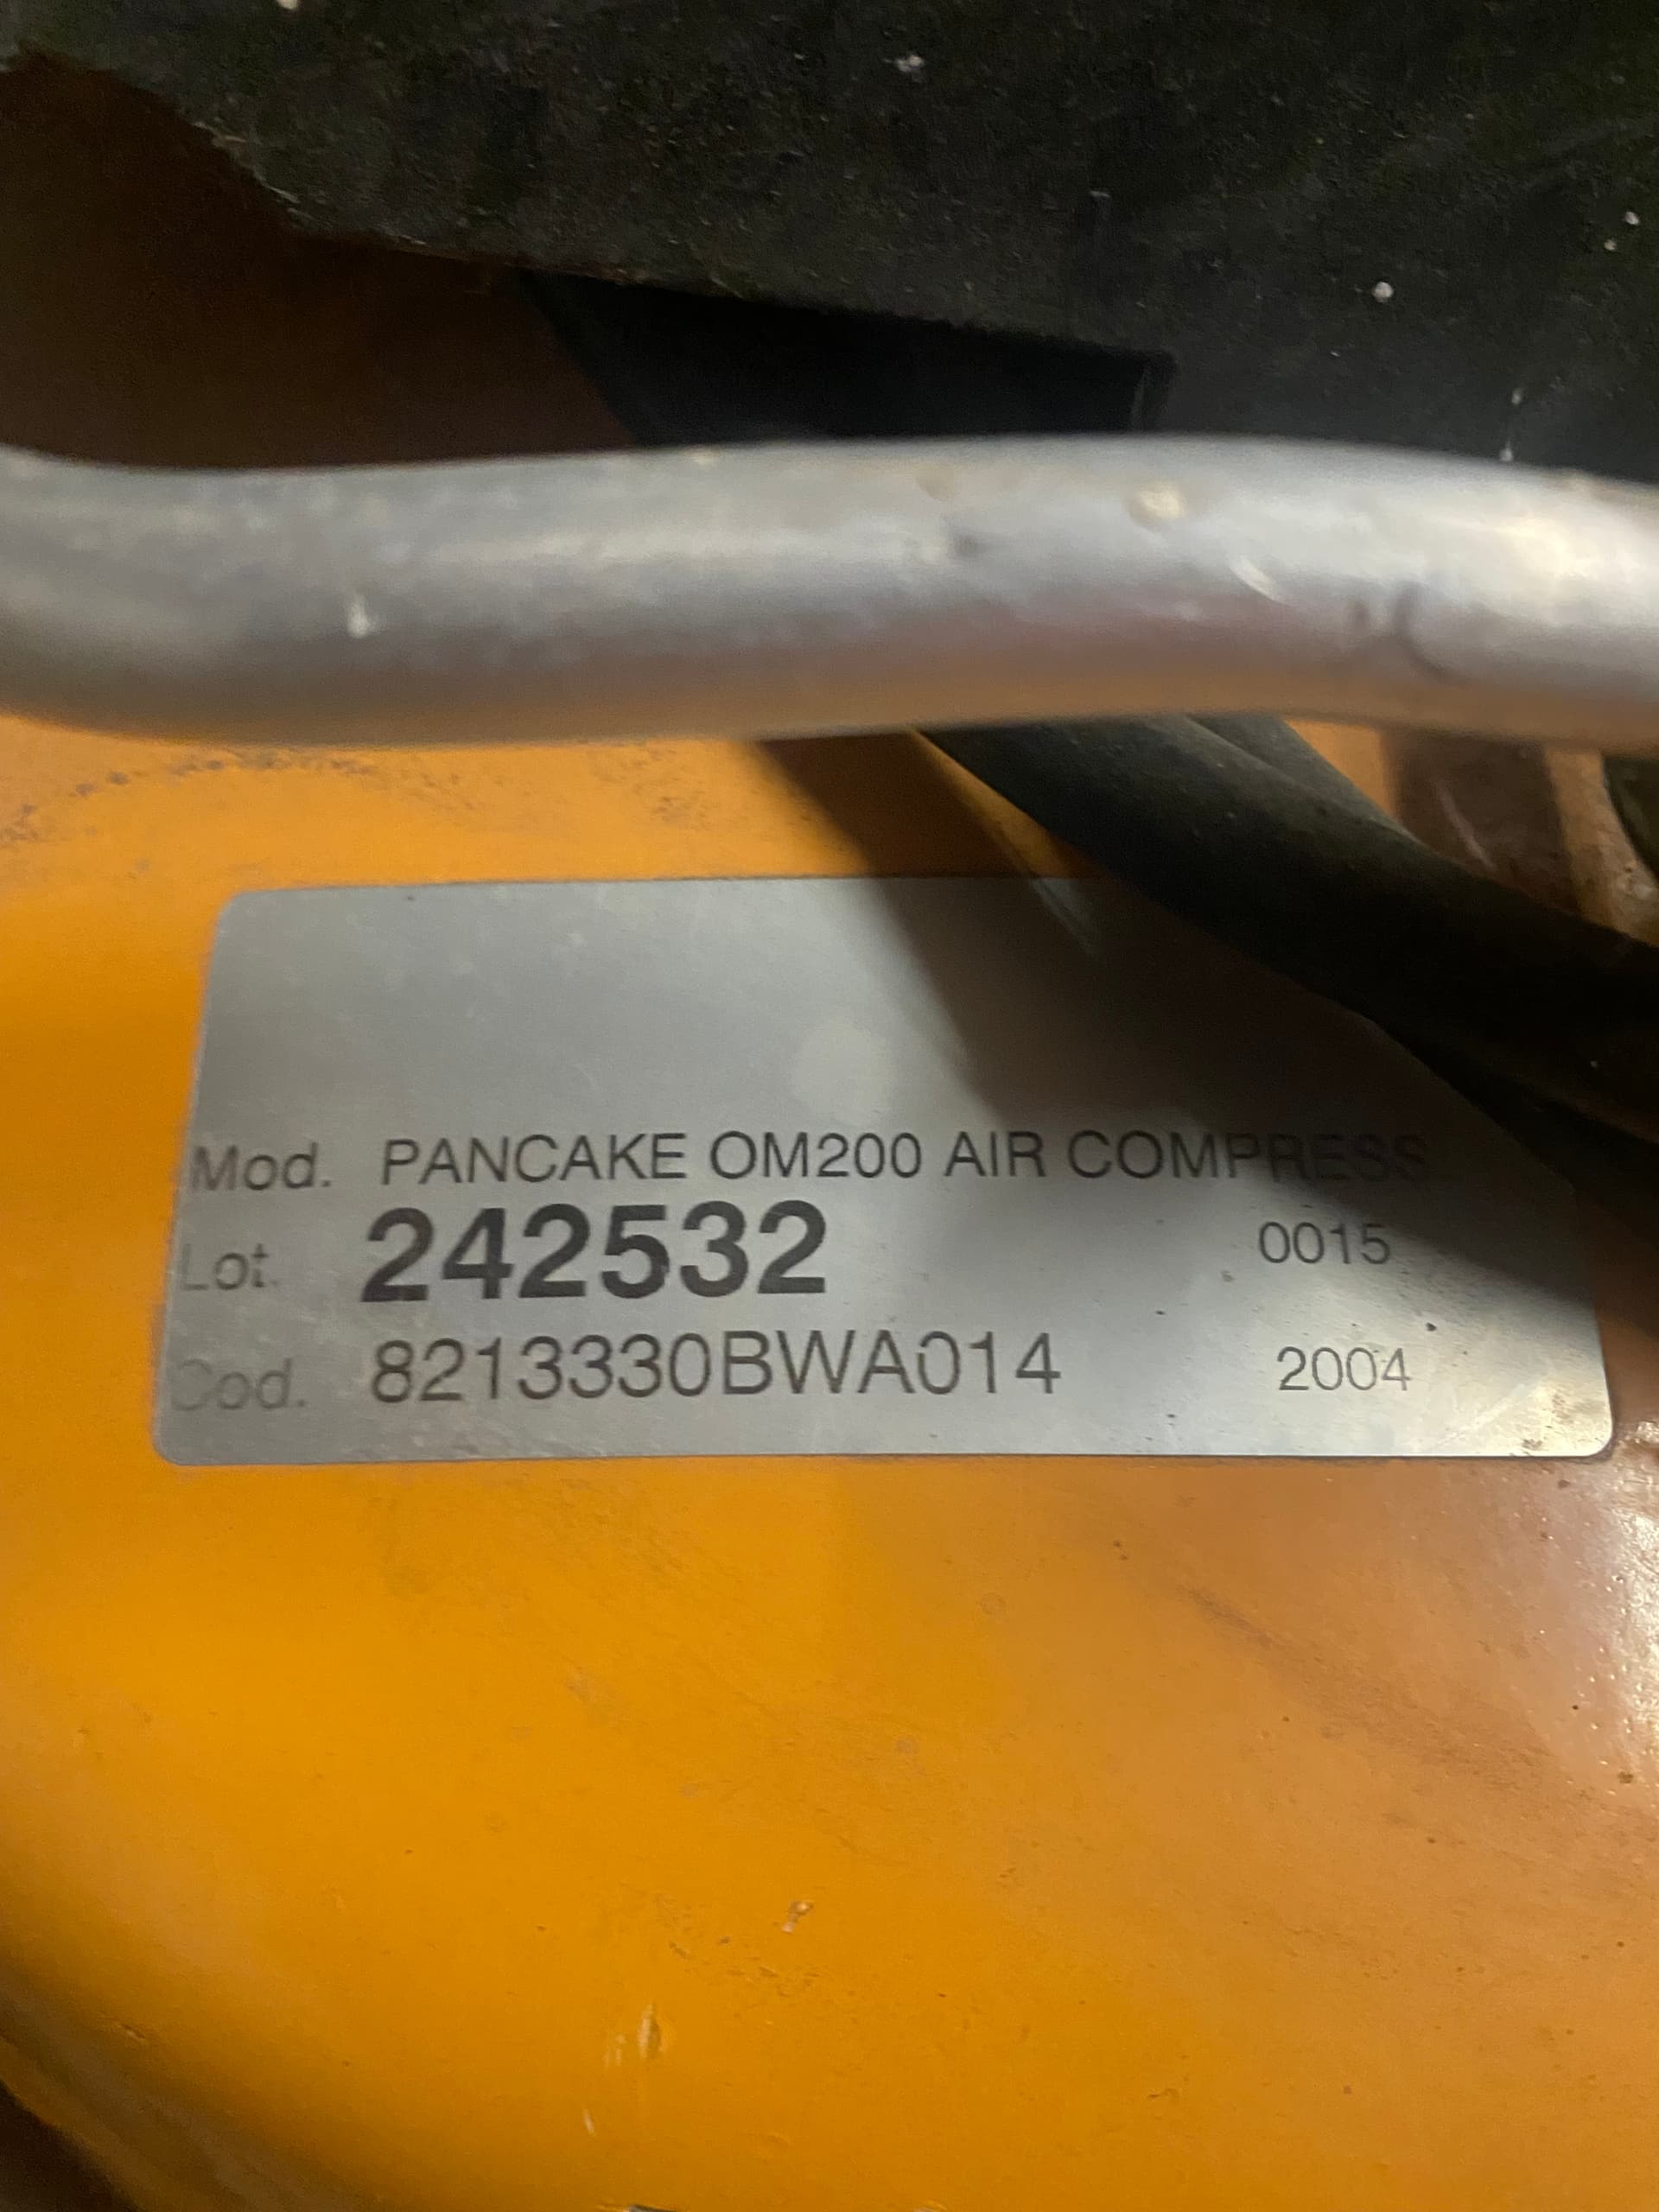 Mod. PANCAKE OM200 AIR COMPRESS
Lot. 242532 0015
Cod. 8213330BWA014 2004